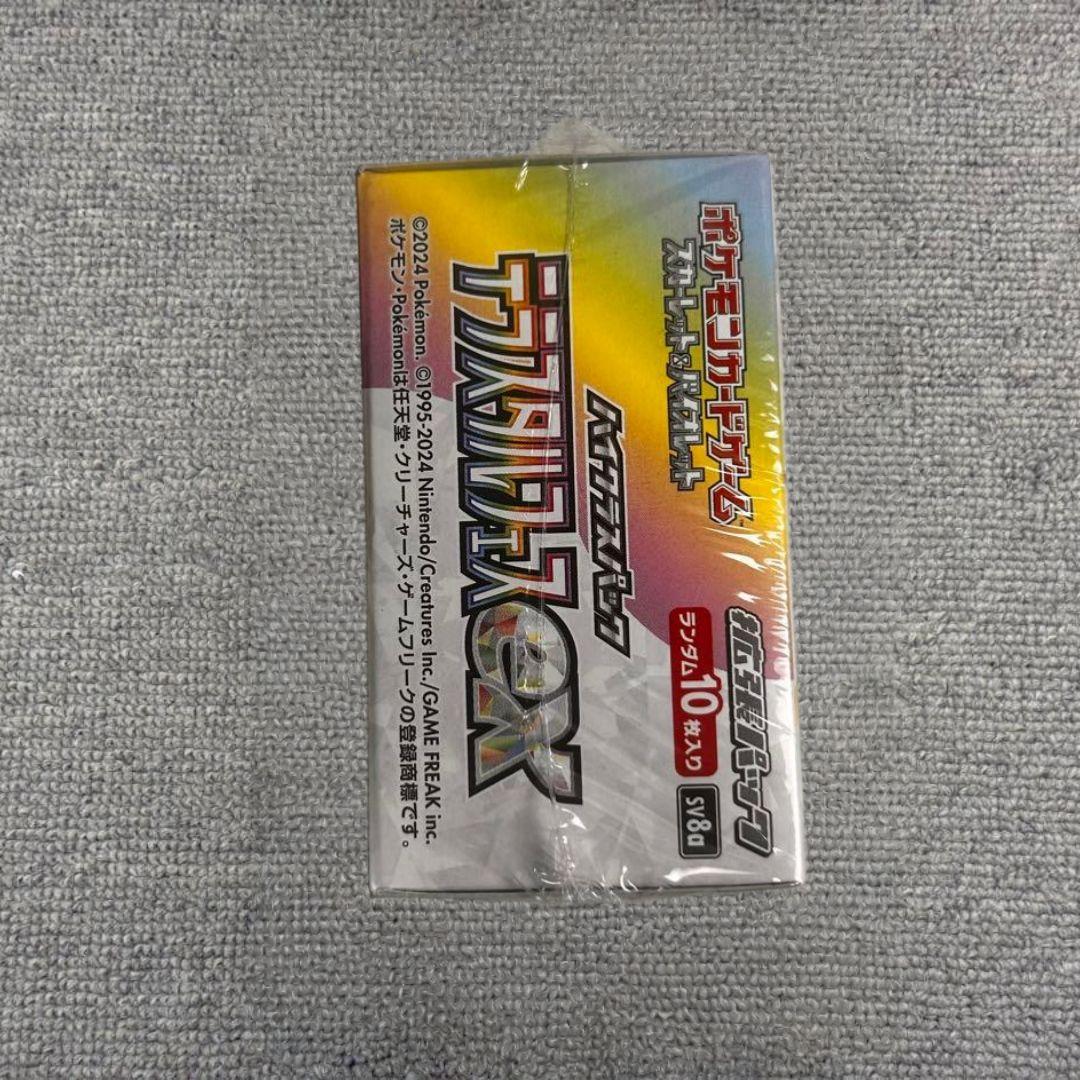 ポケモンカードゲーム
スカーレット&バイオレット
拡張パック
ランダム10枚入り
SV8a
ハイクラスパック
テラスタルフェスex
©2024 Pokémon. ©1995-2024 Nintendo/Creatures Inc./GAME FREAK inc.
ポケモン・Pokémonは任天堂・クリーチャーズ・ゲームフリークの登録商標です。